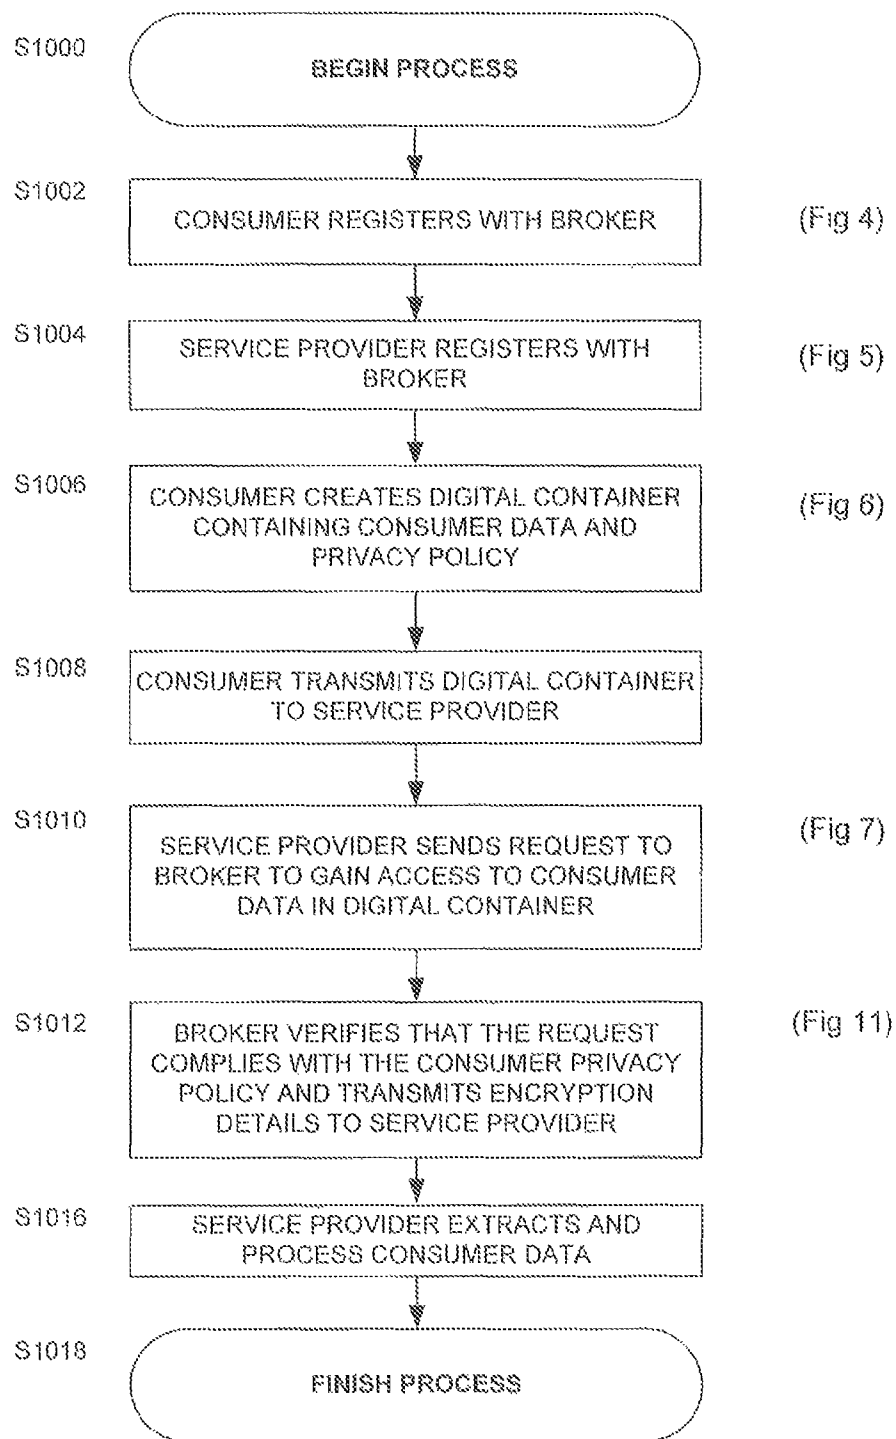 S1000
BEGIN PROCESS
S1002
CONSUMER REGISTERS WITH BROKER
(Fig 4)
S1004
SERVICE PROVIDER REGISTERS WITH
BROKER
(Fig 5)
S1006
CONSUMER CREATES DIGITAL CONTAINER
CONTAINING CONSUMER DATA AND
PRIVACY POLICY
(Fig 6)
S1008
CONSUMER TRANSMITS DIGITAL CONTAINER
TO SERVICE PROVIDER
S1010
SERVICE PROVIDER SENDS REQUEST TO
BROKER TO GAIN ACCESS TO CONSUMER
DATA IN DIGITAL CONTAINER
(Fig 7)
S1012
BROKER VERIFIES THAT THE REQUEST
COMPLIES WITH THE CONSUMER PRIVACY
POLICY AND TRANSMITS ENCRYPTION
DETAILS TO SERVICE PROVIDER
(Fig 11)
S1016
SERVICE PROVIDER EXTRACTS AND
PROCESS CONSUMER DATA
S1018
FINISH PROCESS